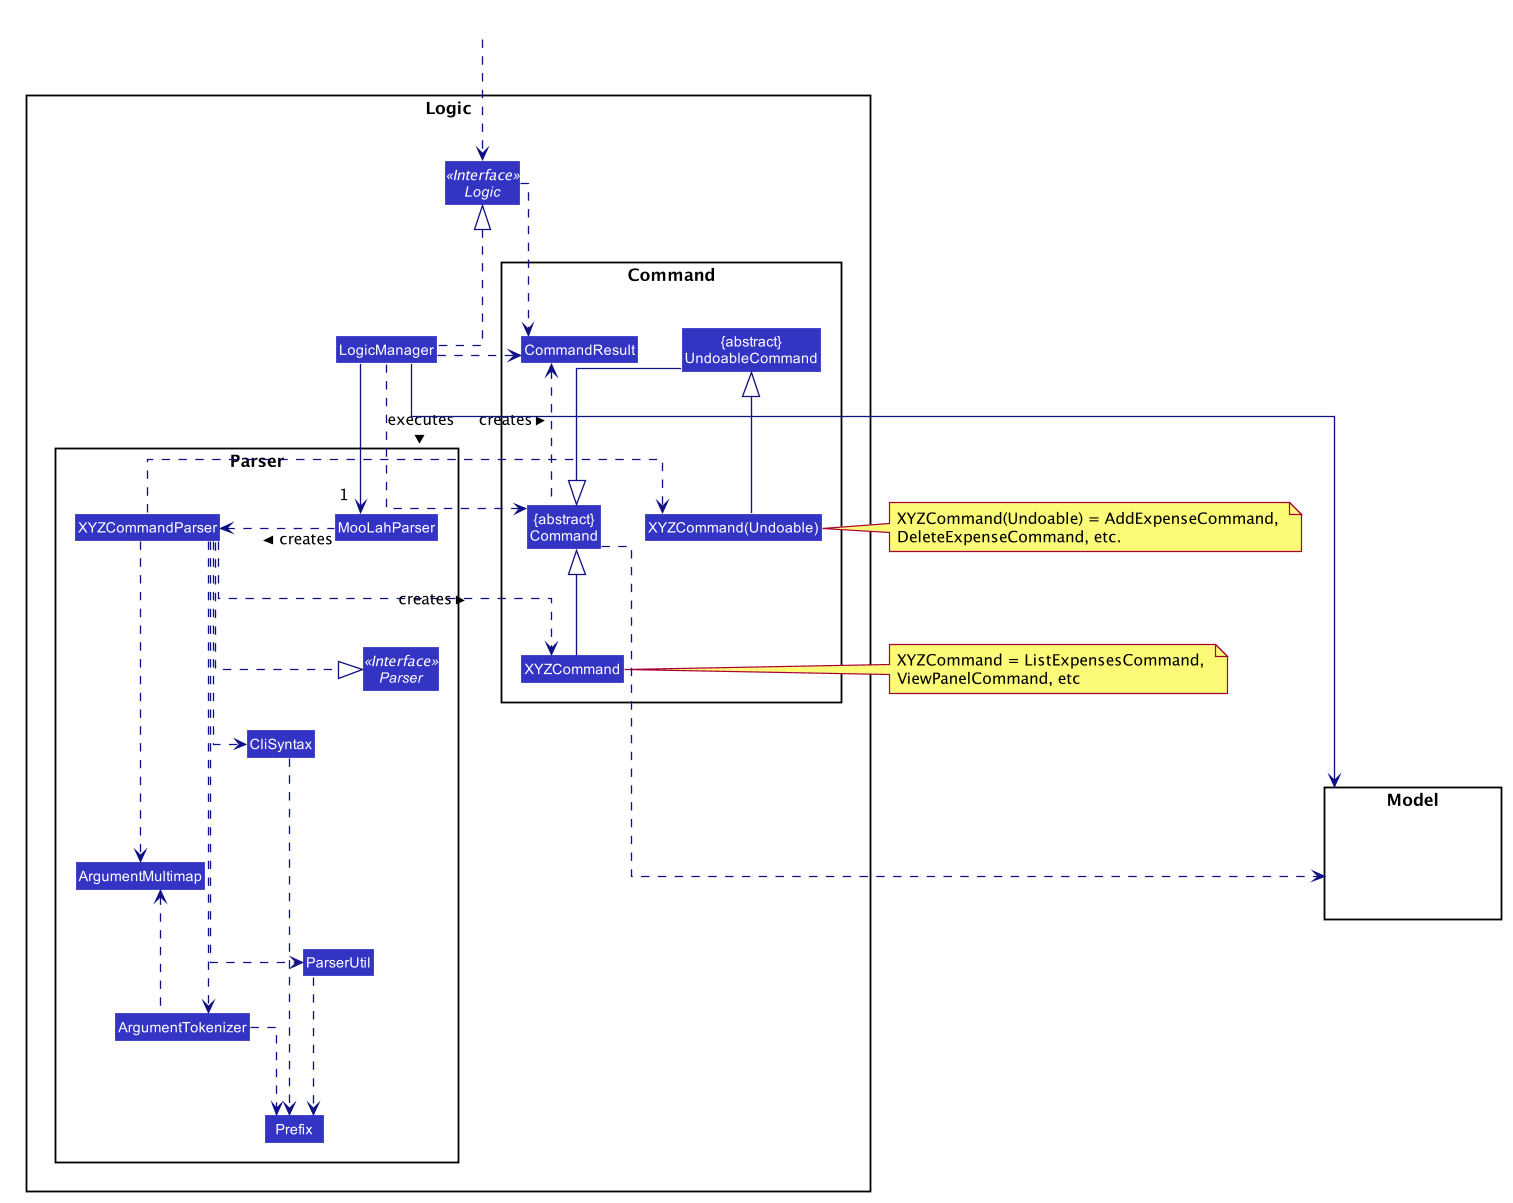 Logic
«Interface»
Logic
Command
LogicManager
CommandResult
{abstract}
UndoableCommand
executes
creates
Parser
1
XYZCommandParser
MooLahParser
{abstract}
Command
XYZCommand(Undoable)
XYZCommand(Undoable) = AddExpenseCommand,
DeleteExpenseCommand, etc.
creates
creates
«Interface»
Parser
XYZCommand
XYZCommand = ListExpensesCommand,
ViewPanelCommand, etc
CliSyntax
Model
ArgumentMultimap
ParserUtil
ArgumentTokenizer
Prefix